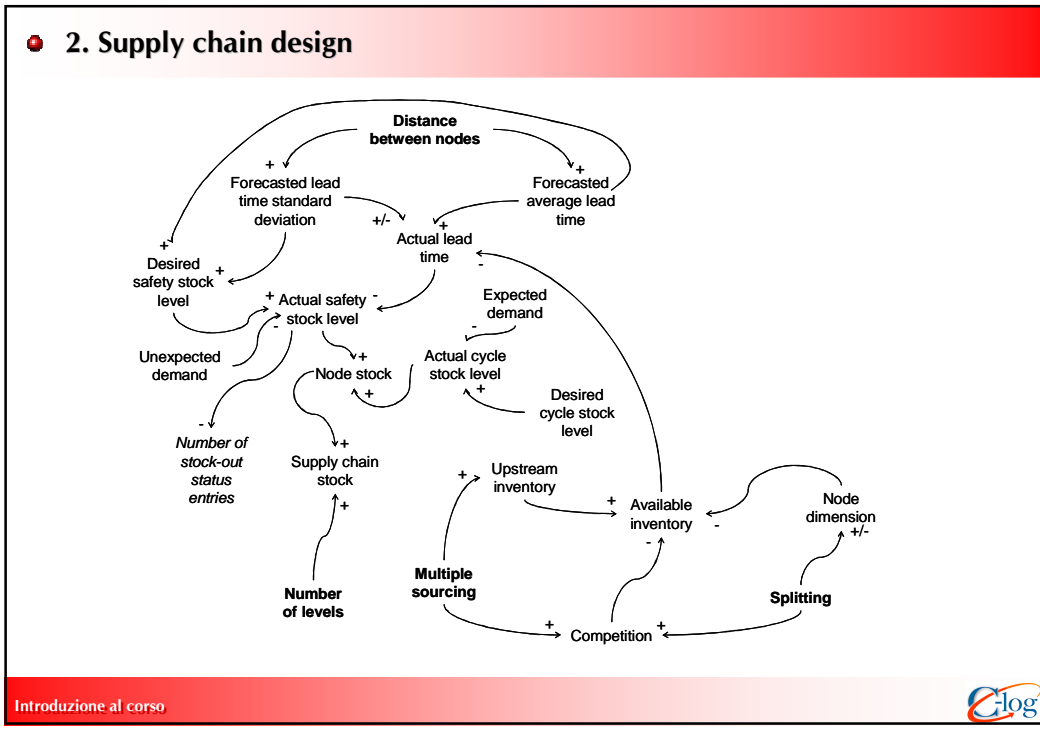 2. Supply chain design
Distance
between nodes
+
+
Forecasted lead
time standard
deviation
Forecasted
average lead
time
+/-
+
Actual lead
time
-
+
Desired
safety stock
level
+
+
Actual safety
stock level
-
-
Expected
demand
-
Unexpected
demand
+
Node stock
Actual cycle
stock level
+
+
Desired
cycle stock
level
-
Number of
stock-out
status
entries
+
Supply chain
stock
+
+
Upstream
inventory
+
Available
inventory
-
-
Node
dimension
+/-
Number
of levels
Multiple
sourcing
Splitting
+
Competition
+
Introduzione al corso
C-log